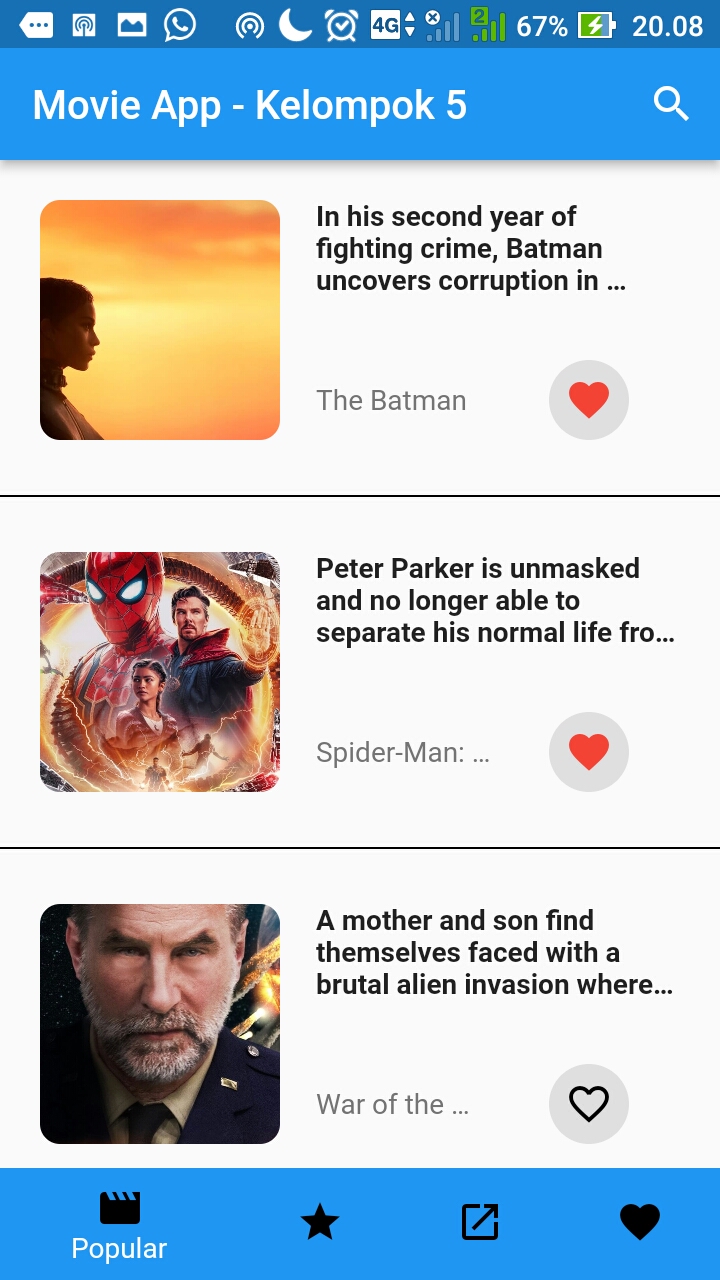 4G 2 67% 20.08
Movie App - Kelompok 5
In his second year of
fighting crime, Batman
uncovers corruption in ...
The Batman
Peter Parker is unmasked
and no longer able to
separate his normal life fro...
Spider-Man: ...
A mother and son find
themselves faced with a
brutal alien invasion where...
War of the ...
Popular